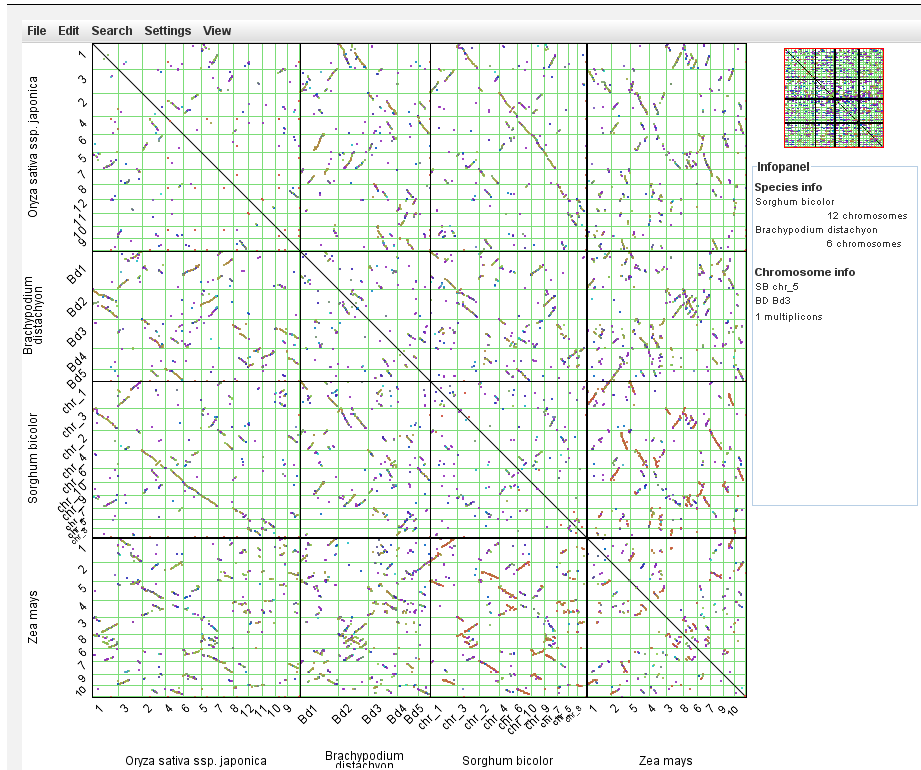 File Edit Search Settings View
Oryza sativa ssp. japonica
1
3
2
4
6
5
7
8
12
11
10
9
Brachypodium
distachyon
Bd1
Bd2
Bd3
Bd4
Bd5
Sorghum bicolor
chr_1
chr_3
chr_2
chr_4
chr_6
chr_10
chr_9
chr_7
chr_5
chr_8
Zea mays
1
2
5
4
3
8
6
7
9
10
1 3 2 4 6 5 7 8 12 11 10 9 Bd1 Bd2 Bd3 Bd4 Bd5 chr_1 chr_3 chr_2 chr_4 chr_6 chr_10 chr_9 chr_7 chr_5 chr_8 1 2 5 4 3 8 6 7 9 10
Oryza sativa ssp. japonica
Brachypodium
distachyon
Sorghum bicolor
Zea mays
Infopanel
Species info
Sorghum bicolor
12 chromosomes
Brachypodium distachyon
6 chromosomes
Chromosome info
SB chr_5
BD Bd3
1 multiplicons